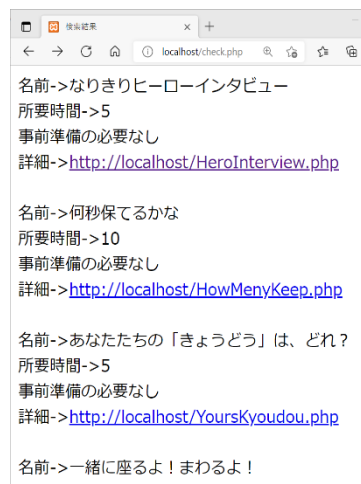 検索結果
localhost/check.php
名前->なりきりヒーローインタビュー
所要時間->5
事前準備の必要なし
詳細->http://localhost/HeroInterview.php
名前->何秒保てるかな
所要時間->10
事前準備の必要なし
詳細->http://localhost/HowMenyKeep.php
名前->あなたたちの「きょうどう」は、どれ？
所要時間->5
事前準備の必要なし
詳細->http://localhost/YoursKyoudou.php
名前->一緒に座るよ！まわるよ！